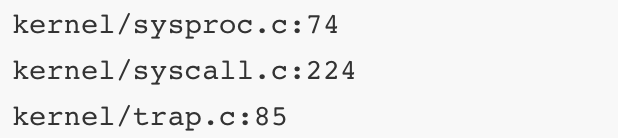 kernel/sysproc.c:74
kernel/syscall.c:224
kernel/trap.c:85